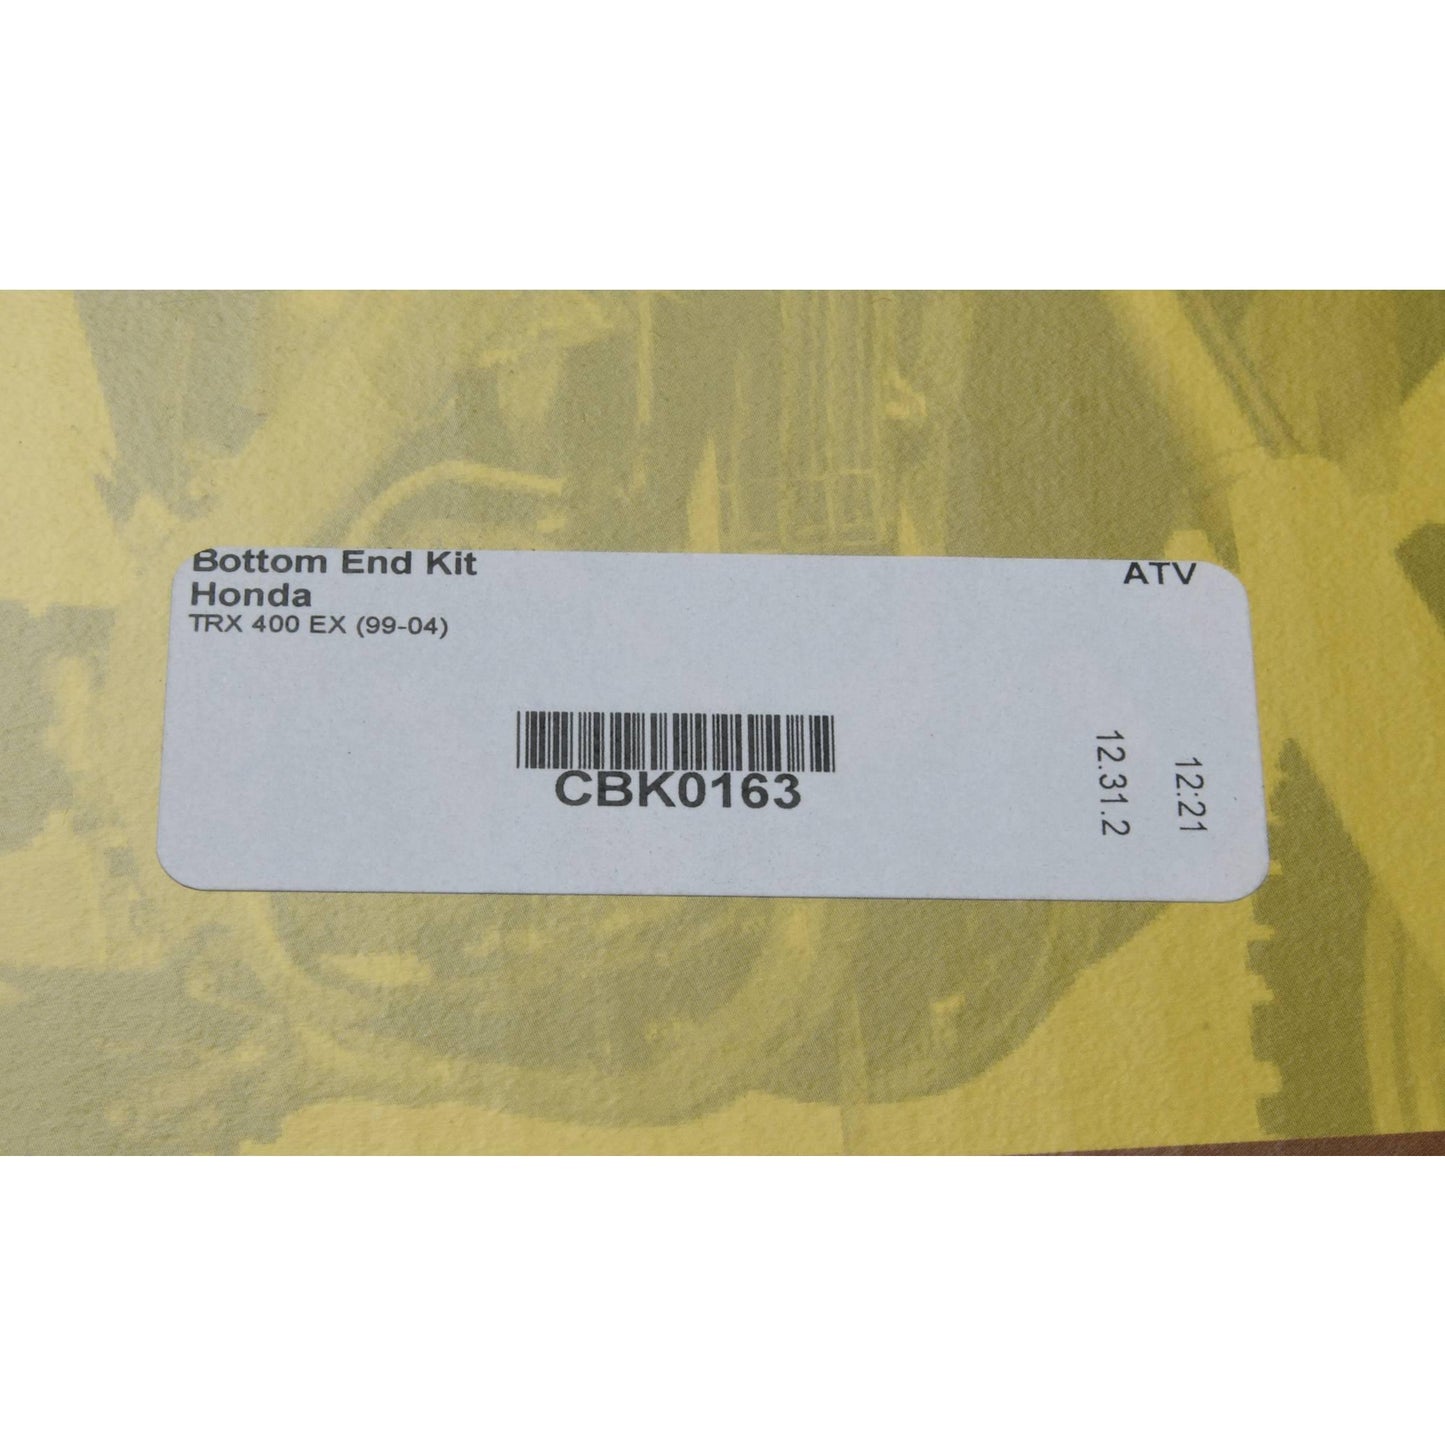 Bottom End Kit
ATV
Honda
TRX 400 EX (99-04)
CBK0163
12.31.2
12:21